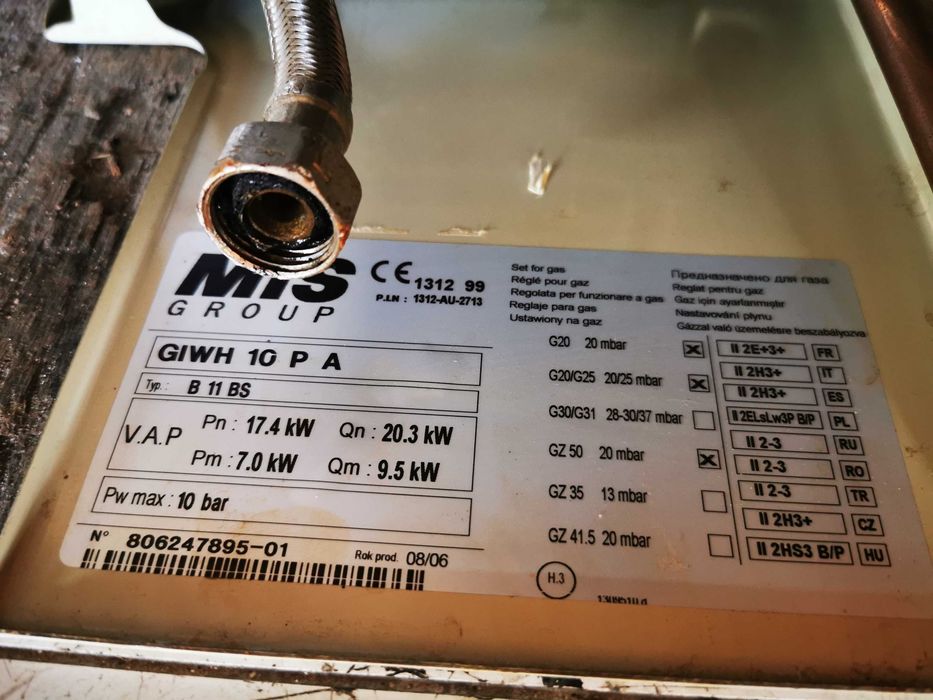 MTS
GROUP
CE 1312 99
P.I.N : 1312-AU-2713
GIWH 10 P A
Typ.: B 11 BS
V.A.P
Pn : 17.4 kW Qn : 20.3 kW
Pm : 7.0 kW Qm : 9.5 kW
Pw max : 10 bar
N° 806247895-01
Rok prod. 08/06
Set for gas
Réglé pour gaz
Regolata per funzionare a gas
Reglaje para gas
Ustawiony na gaz
Предназначено для газа
Reglat pentru gaz
Gaz için ayarlanmıştır
Nastavování plynu
Gázzal való üzemelésre beszabályozva
G20 20 mbar
G20/G25 20/25 mbar
G30/G31 28-30/37 mbar
GZ 50 20 mbar
GZ 35 13 mbar
GZ 41.5 20 mbar
II 2E+3+ FR
II 2H3+ IT
II 2H3+ ES
II 2ELsLw3P B/P PL
II 2-3 RU
II 2-3 RO
II 2-3 TR
II 2H3+ CZ
II 2HS3 B/P HU
H.3